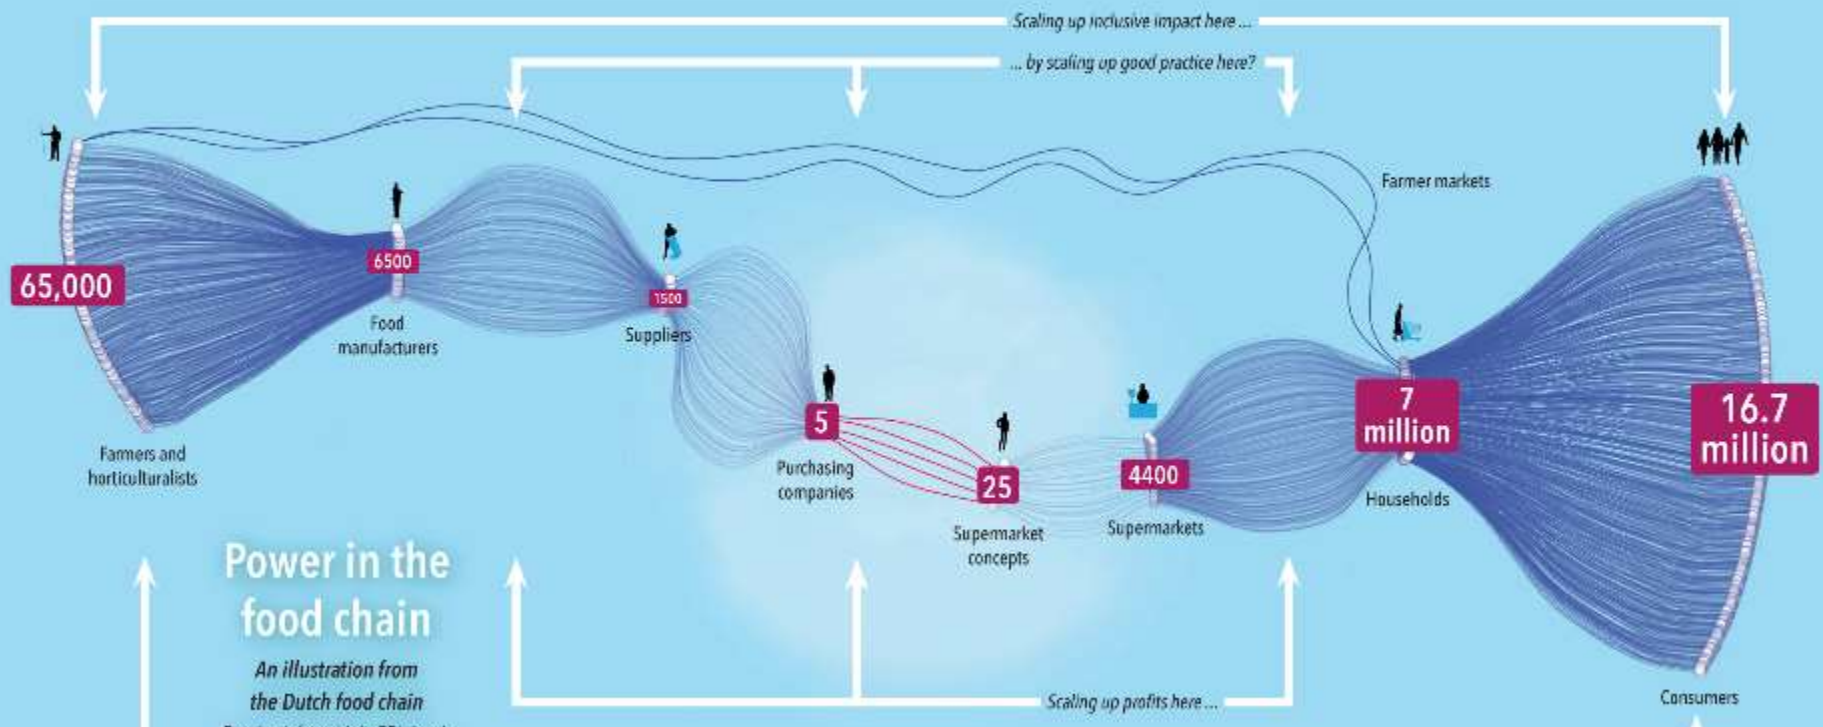 Scaling up inclusive impact here ...
... by scaling up good practice here?
Farmer markets
65,000
Farmers and
horticulturalists
6500
Food
manufacturers
1500
Suppliers
5
Purchasing
companies
25
Supermarket
concepts
4400
Supermarkets
7
million
Households
16.7
million
Consumers
Power in the
food chain
An illustration from
the Dutch food chain
Scaling up profits here ...